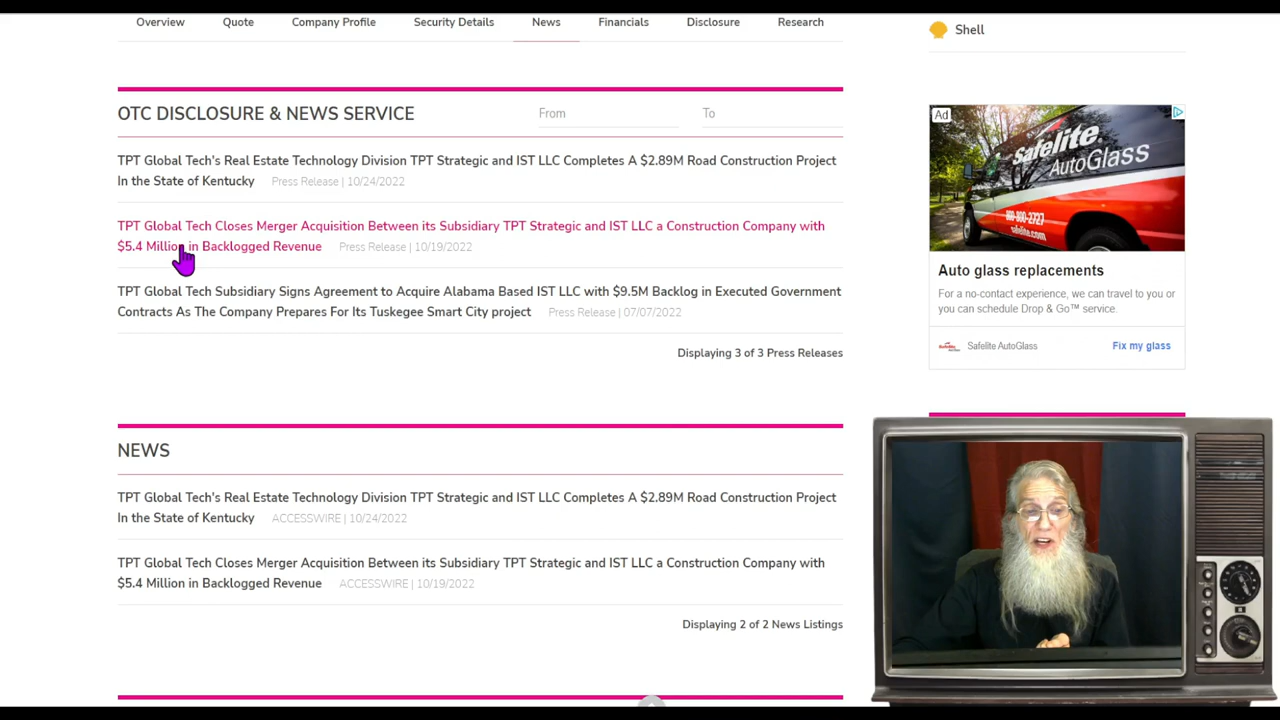 Overview Quote Company Profile Security Details News Financials Disclosure Research
Shell
OTC DISCLOSURE & NEWS SERVICE
From To
TPT Global Tech's Real Estate Technology Division TPT Strategic and IST LLC Completes A $2.89M Road Construction Project
In the State of Kentucky Press Release | 10/24/2022
TPT Global Tech Closes Merger Acquisition Between its Subsidiary TPT Strategic and IST LLC a Construction Company with
$5.4 Million in Backlogged Revenue Press Release | 10/19/2022
TPT Global Tech Subsidiary Signs Agreement to Acquire Alabama Based IST LLC with $9.5M Backlog in Executed Government
Contracts As The Company Prepares For Its Tuskegee Smart City project Press Release | 07/07/2022
Displaying 3 of 3 Press Releases
NEWS
TPT Global Tech's Real Estate Technology Division TPT Strategic and IST LLC Completes A $2.89M Road Construction Project
In the State of Kentucky ACCESSWIRE | 10/24/2022
TPT Global Tech Closes Merger Acquisition Between its Subsidiary TPT Strategic and IST LLC a Construction Company with
$5.4 Million in Backlogged Revenue ACCESSWIRE | 10/19/2022
Displaying 2 of 2 News Listings
Ad
Safelite
AutoGlass
800-800-2727
safelite.com
Auto glass replacements
For a no-contact experience, we can travel to you or
you can schedule Drop & Go™ service.
Safelite AutoGlass Fix my glass